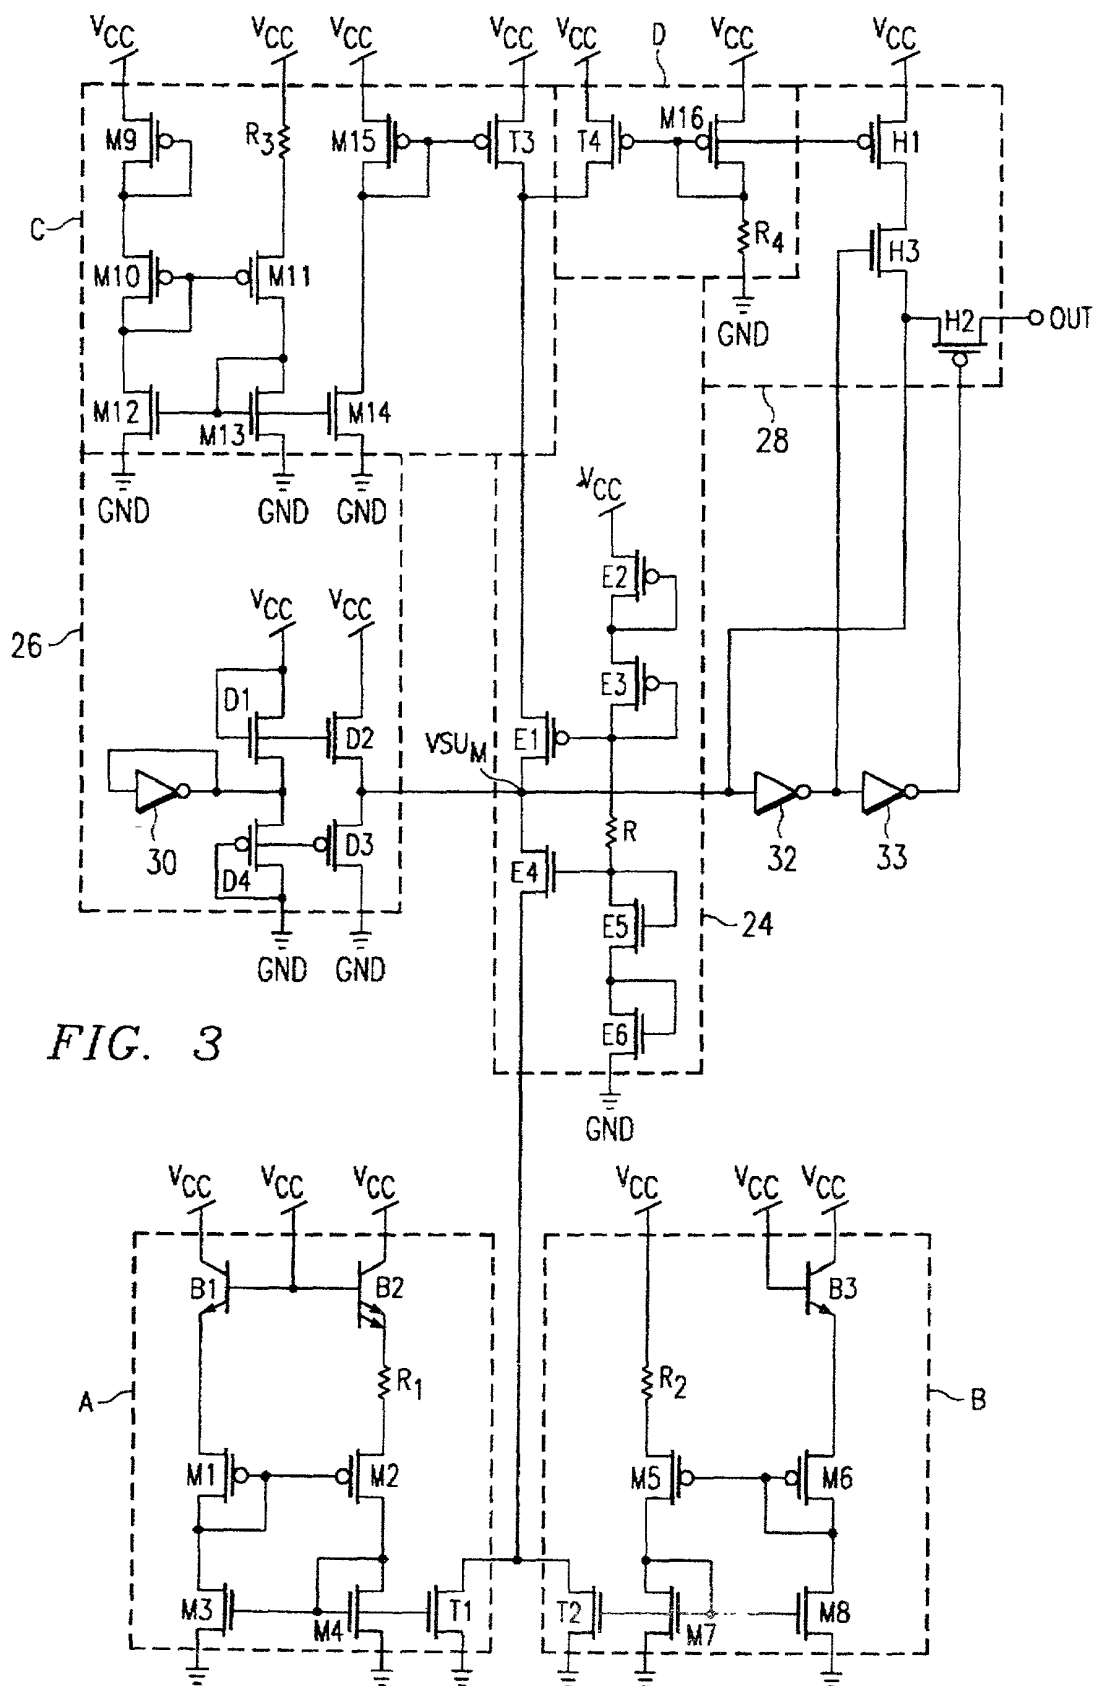 VCC VCC VCC VCC VCC D VCC VCC
M9 R3 M15 T3 T4 M16 H1
C R4 H3
M10 M11 GND H2 OUT
M12 M13 M14 28
GND GND GND VCC
E2
VCC VCC
26 E3
D1 D2 VSUM E1
30 R 32 33
D4 D3 E4
E5 24
GND GND
FIG. 3 E6
GND
VCC VCC VCC VCC VCC VCC
B1 B2 B3
A R1 R2 B
M1 M2 M5 M6
M3 M4 T1 T2 M7 M8